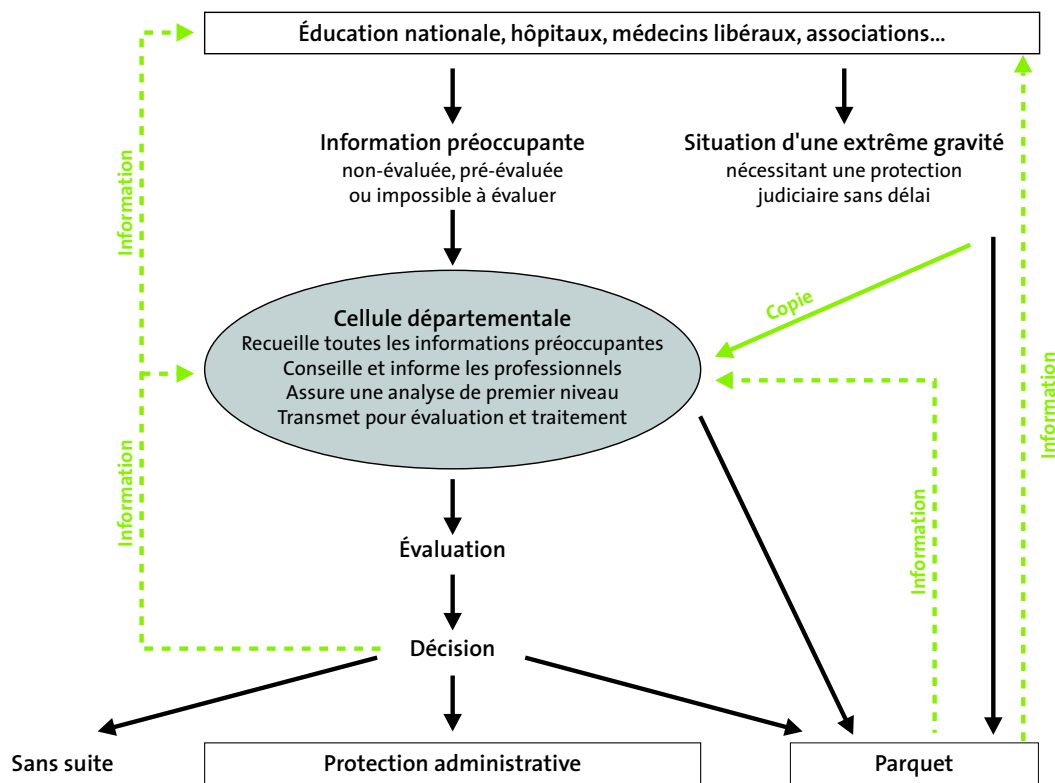 Éducation nationale, hôpitaux, médecins libéraux, associations...
Information préoccupante
non-évaluée, pré-évaluée
ou impossible à évaluer
Situation d'une extrême gravité
nécessitant une protection
judiciaire sans délai
Information
Copie
Cellule départementale
Recueille toutes les informations préoccupantes
Conseille et informe les professionnels
Assure une analyse de premier niveau
Transmet pour évaluation et traitement
Information
Information
Information
Évaluation
Décision
Sans suite
Protection administrative
Parquet